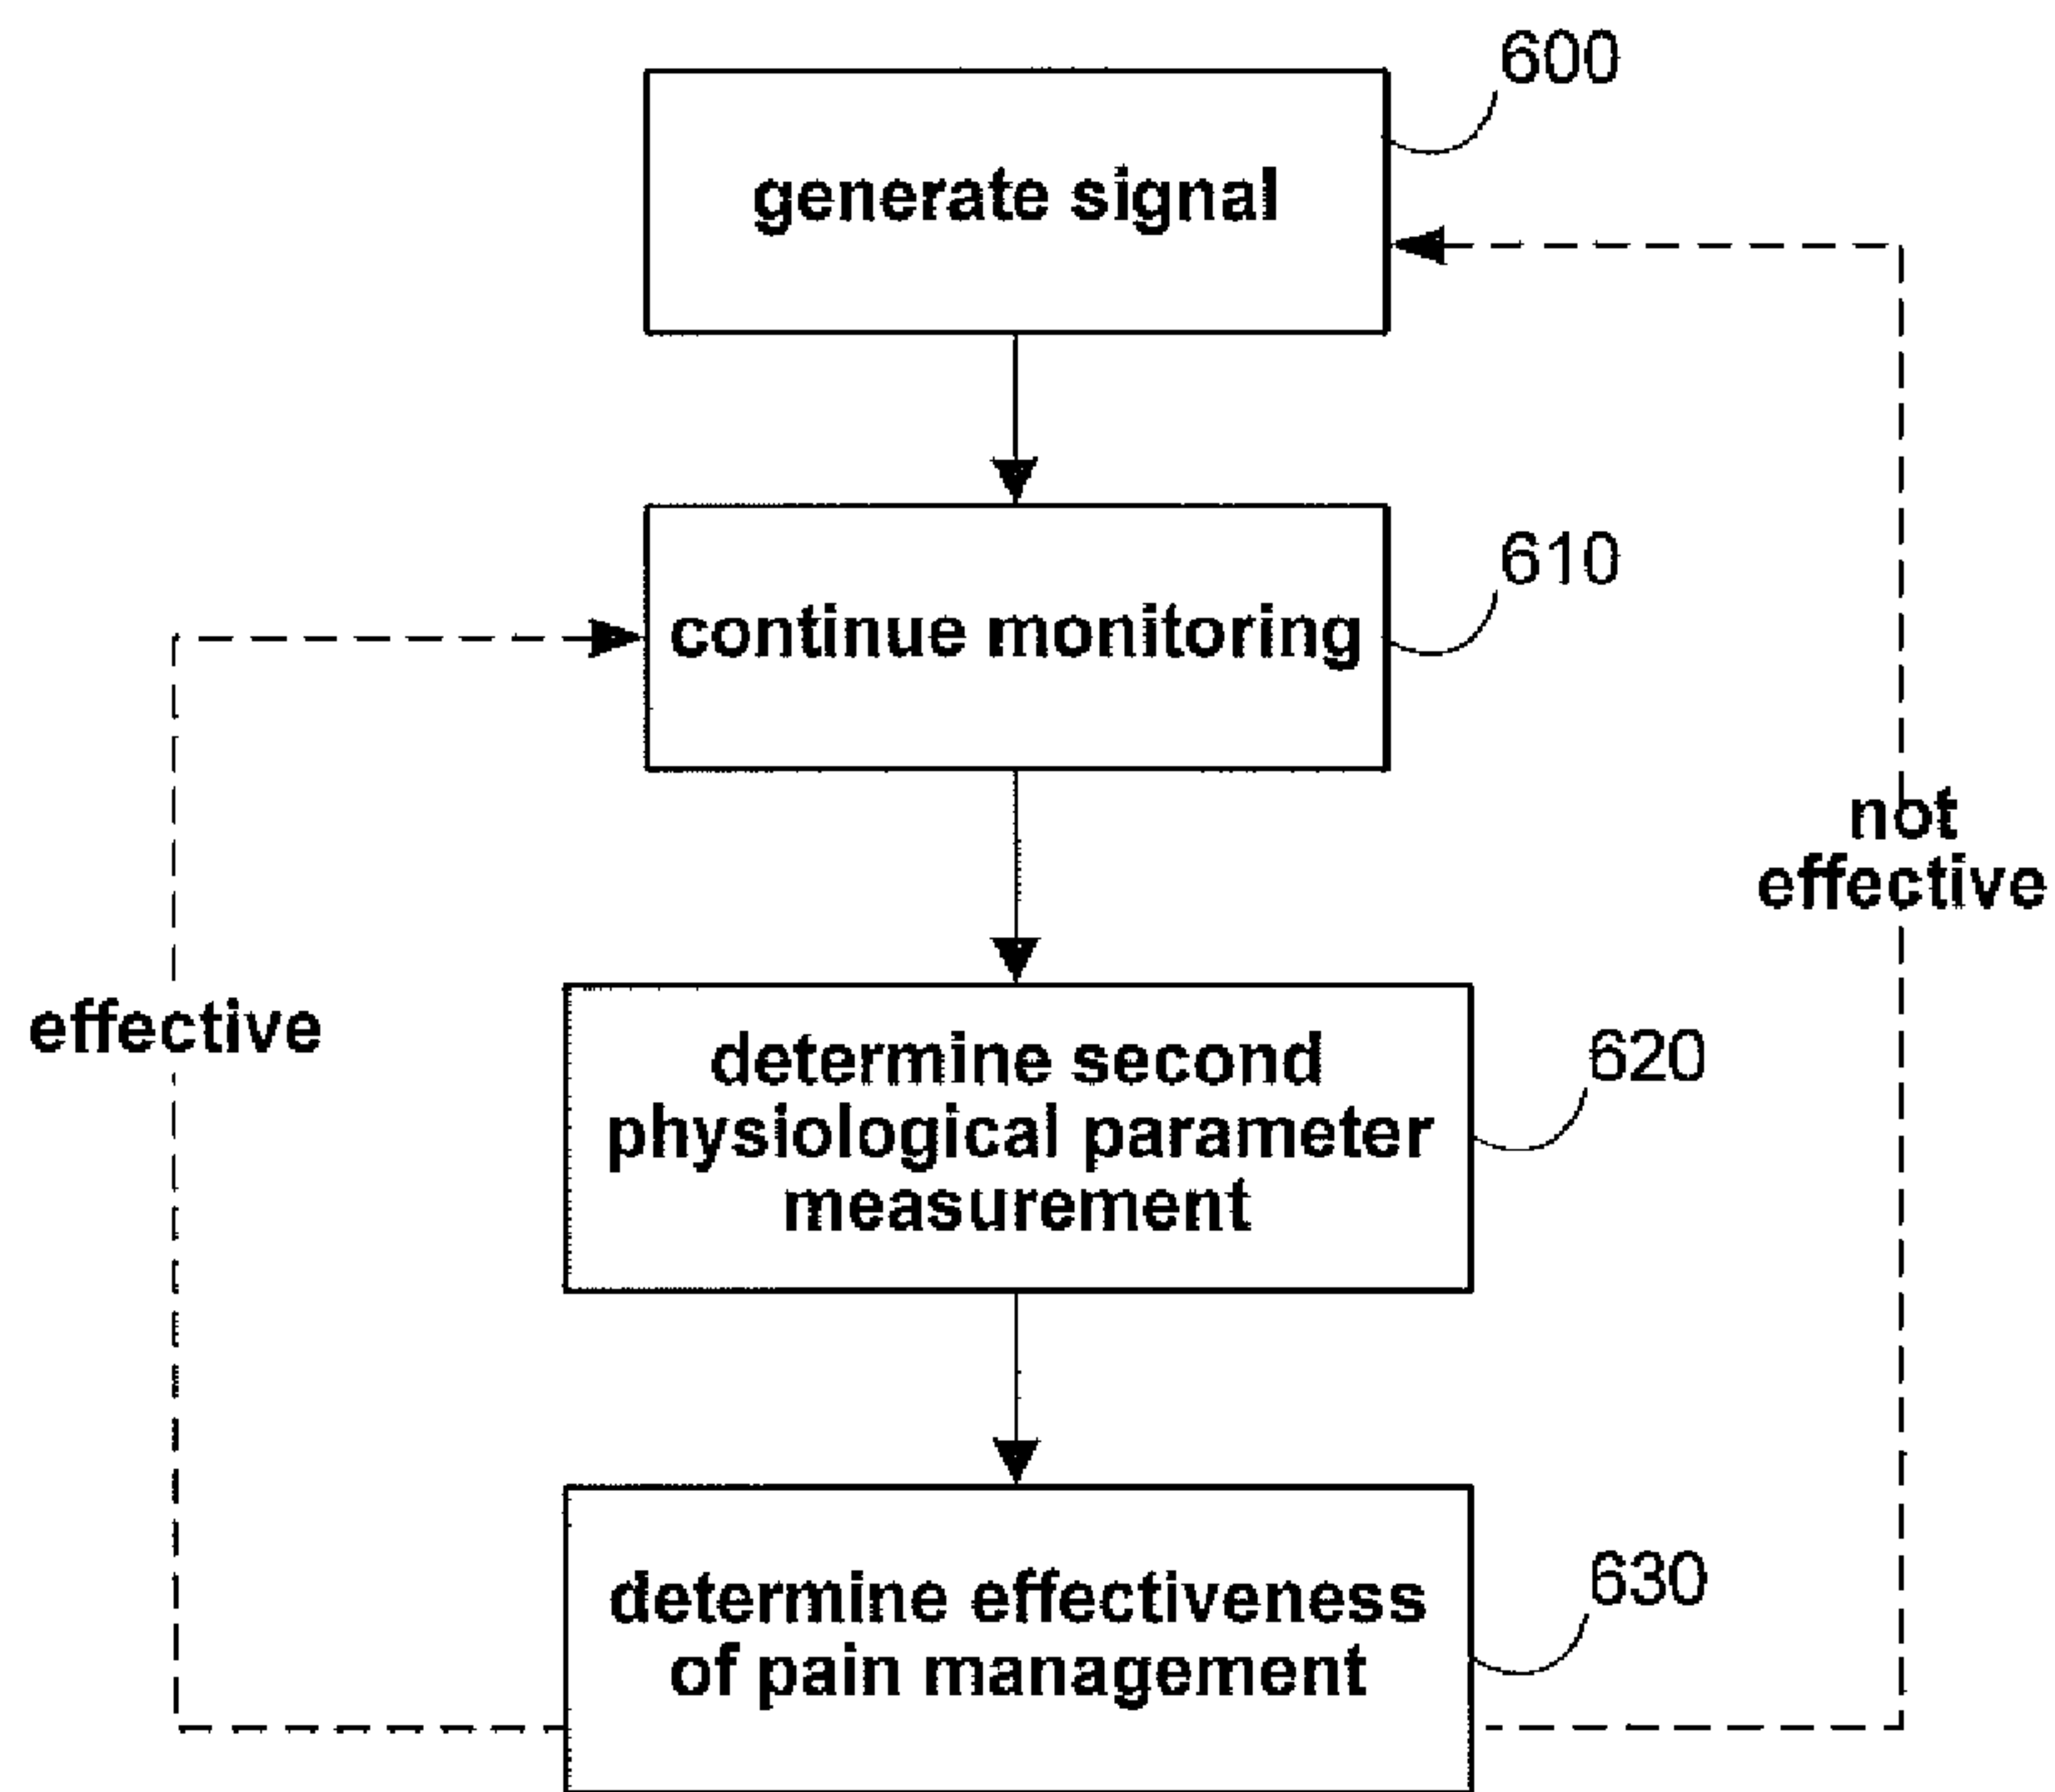 600
generate signal
610
continue monitoring
not
effective
effective
determine second
physiological parameter
measurement
620
determine effectiveness
of pain management
630